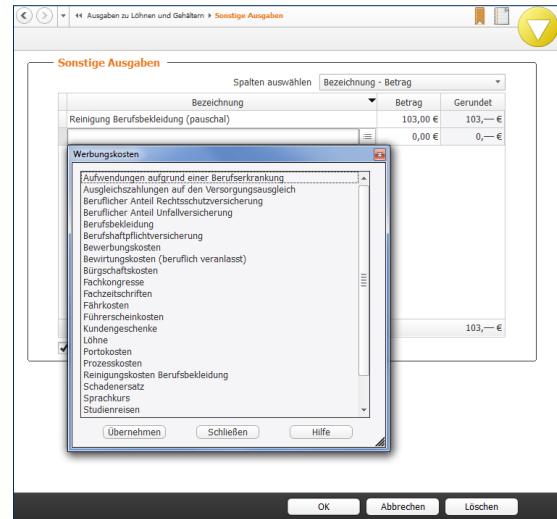 Ausgaben zu Löhnen und Gehältern Sonstige Ausgaben
Sonstige Ausgaben
Spalten auswählen Bezeichnung - Betrag
Bezeichnung Betrag Gerundet
Reinigung Berufsbekleidung (pauschal) 103,00 € 103,— €
0,00 € 0,— €
Werbungskosten
Aufwendungen aufgrund einer Berufserkrankung
Ausgleichszahlungen auf den Versorgungsausgleich
Beruflicher Anteil Rechtsschutzversicherung
Beruflicher Anteil Unfallversicherung
Berufsbekleidung
Berufshaftpflichtversicherung
Bewerbungskosten
Bewirtungskosten (beruflich veranlasst)
Bürgschaftskosten
Fachkongresse
Fachzeitschriften
Fährkosten
Führerscheinkosten
Kundengeschenke
Löhne
Portokosten
Prozesskosten
Reinigungskosten Berufsbekleidung
Schadenersatz
Sprachkurs
Studienreisen
103,— €
Übernehmen Schließen Hilfe
OK Abbrechen Löschen